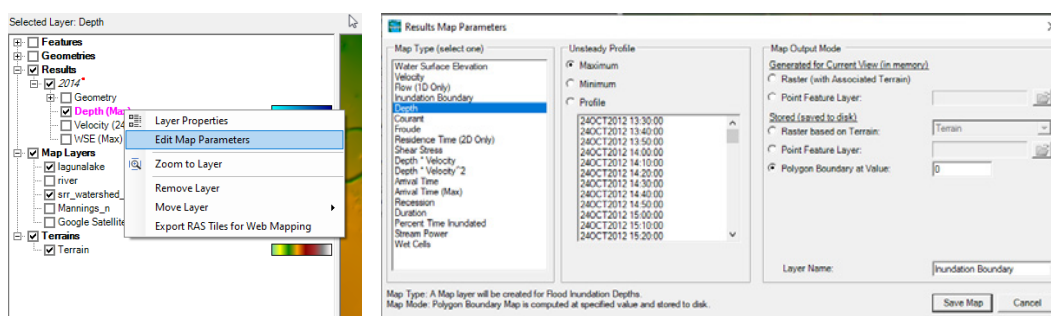 Selected Layer: Depth
Features
Geometries
Results
2014*
Geometry
Depth (Max
Velocity (24
WSE (Max)
Map Layers
lagunalake
river
srr_watershed_
Mannings_n
Google Satellite
Terrains
Terrain
Layer Properties
Edit Map Parameters
Zoom to Layer
Remove Layer
Move Layer
Export RAS Tiles for Web Mapping
Results Map Parameters
Map Type (select one)
Water Surface Elevation
Velocity
Flow (1D Only)
Inundation Boundary
Depth
Courant
Froude
Residence Time (2D Only)
Shear Stress
Depth * Velocity
Depth * Velocity^2
Arrival Time
Arrival Time (Max)
Recession
Duration
Percent Time Inundated
Stream Power
Wet Cells
Unsteady Profile
Maximum
Minimum
Profile
24OCT2012 13:30:00
24OCT2012 13:40:00
24OCT2012 13:50:00
24OCT2012 14:00:00
24OCT2012 14:10:00
24OCT2012 14:20:00
24OCT2012 14:30:00
24OCT2012 14:40:00
24OCT2012 14:50:00
24OCT2012 15:00:00
24OCT2012 15:10:00
24OCT2012 15:20:00
Map Output Mode
Generated for Current View (in memory)
Raster (with Associated Terrain)
Point Feature Layer:
Stored (saved to disk)
Raster based on Terrain: Terrain
Point Feature Layer:
Polygon Boundary at Value: 0
Layer Name: Inundation Boundary
Map Type: A Map layer will be created for Flood Inundation Depths.
Map Mode: Polygon Boundary Map is computed at specified value and stored to disk.
Save Map Cancel